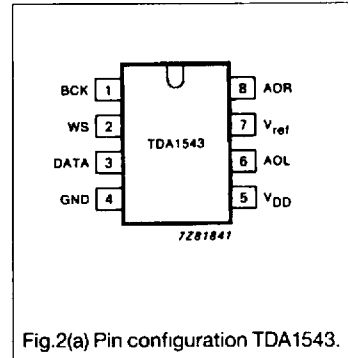 BCK 1
8 AOR
WS 2
7 Vref
TDA1543
DATA 3
6 AOL
GND 4
5 VDD
7Z81841
Fig.2(a) Pin configuration TDA1543.